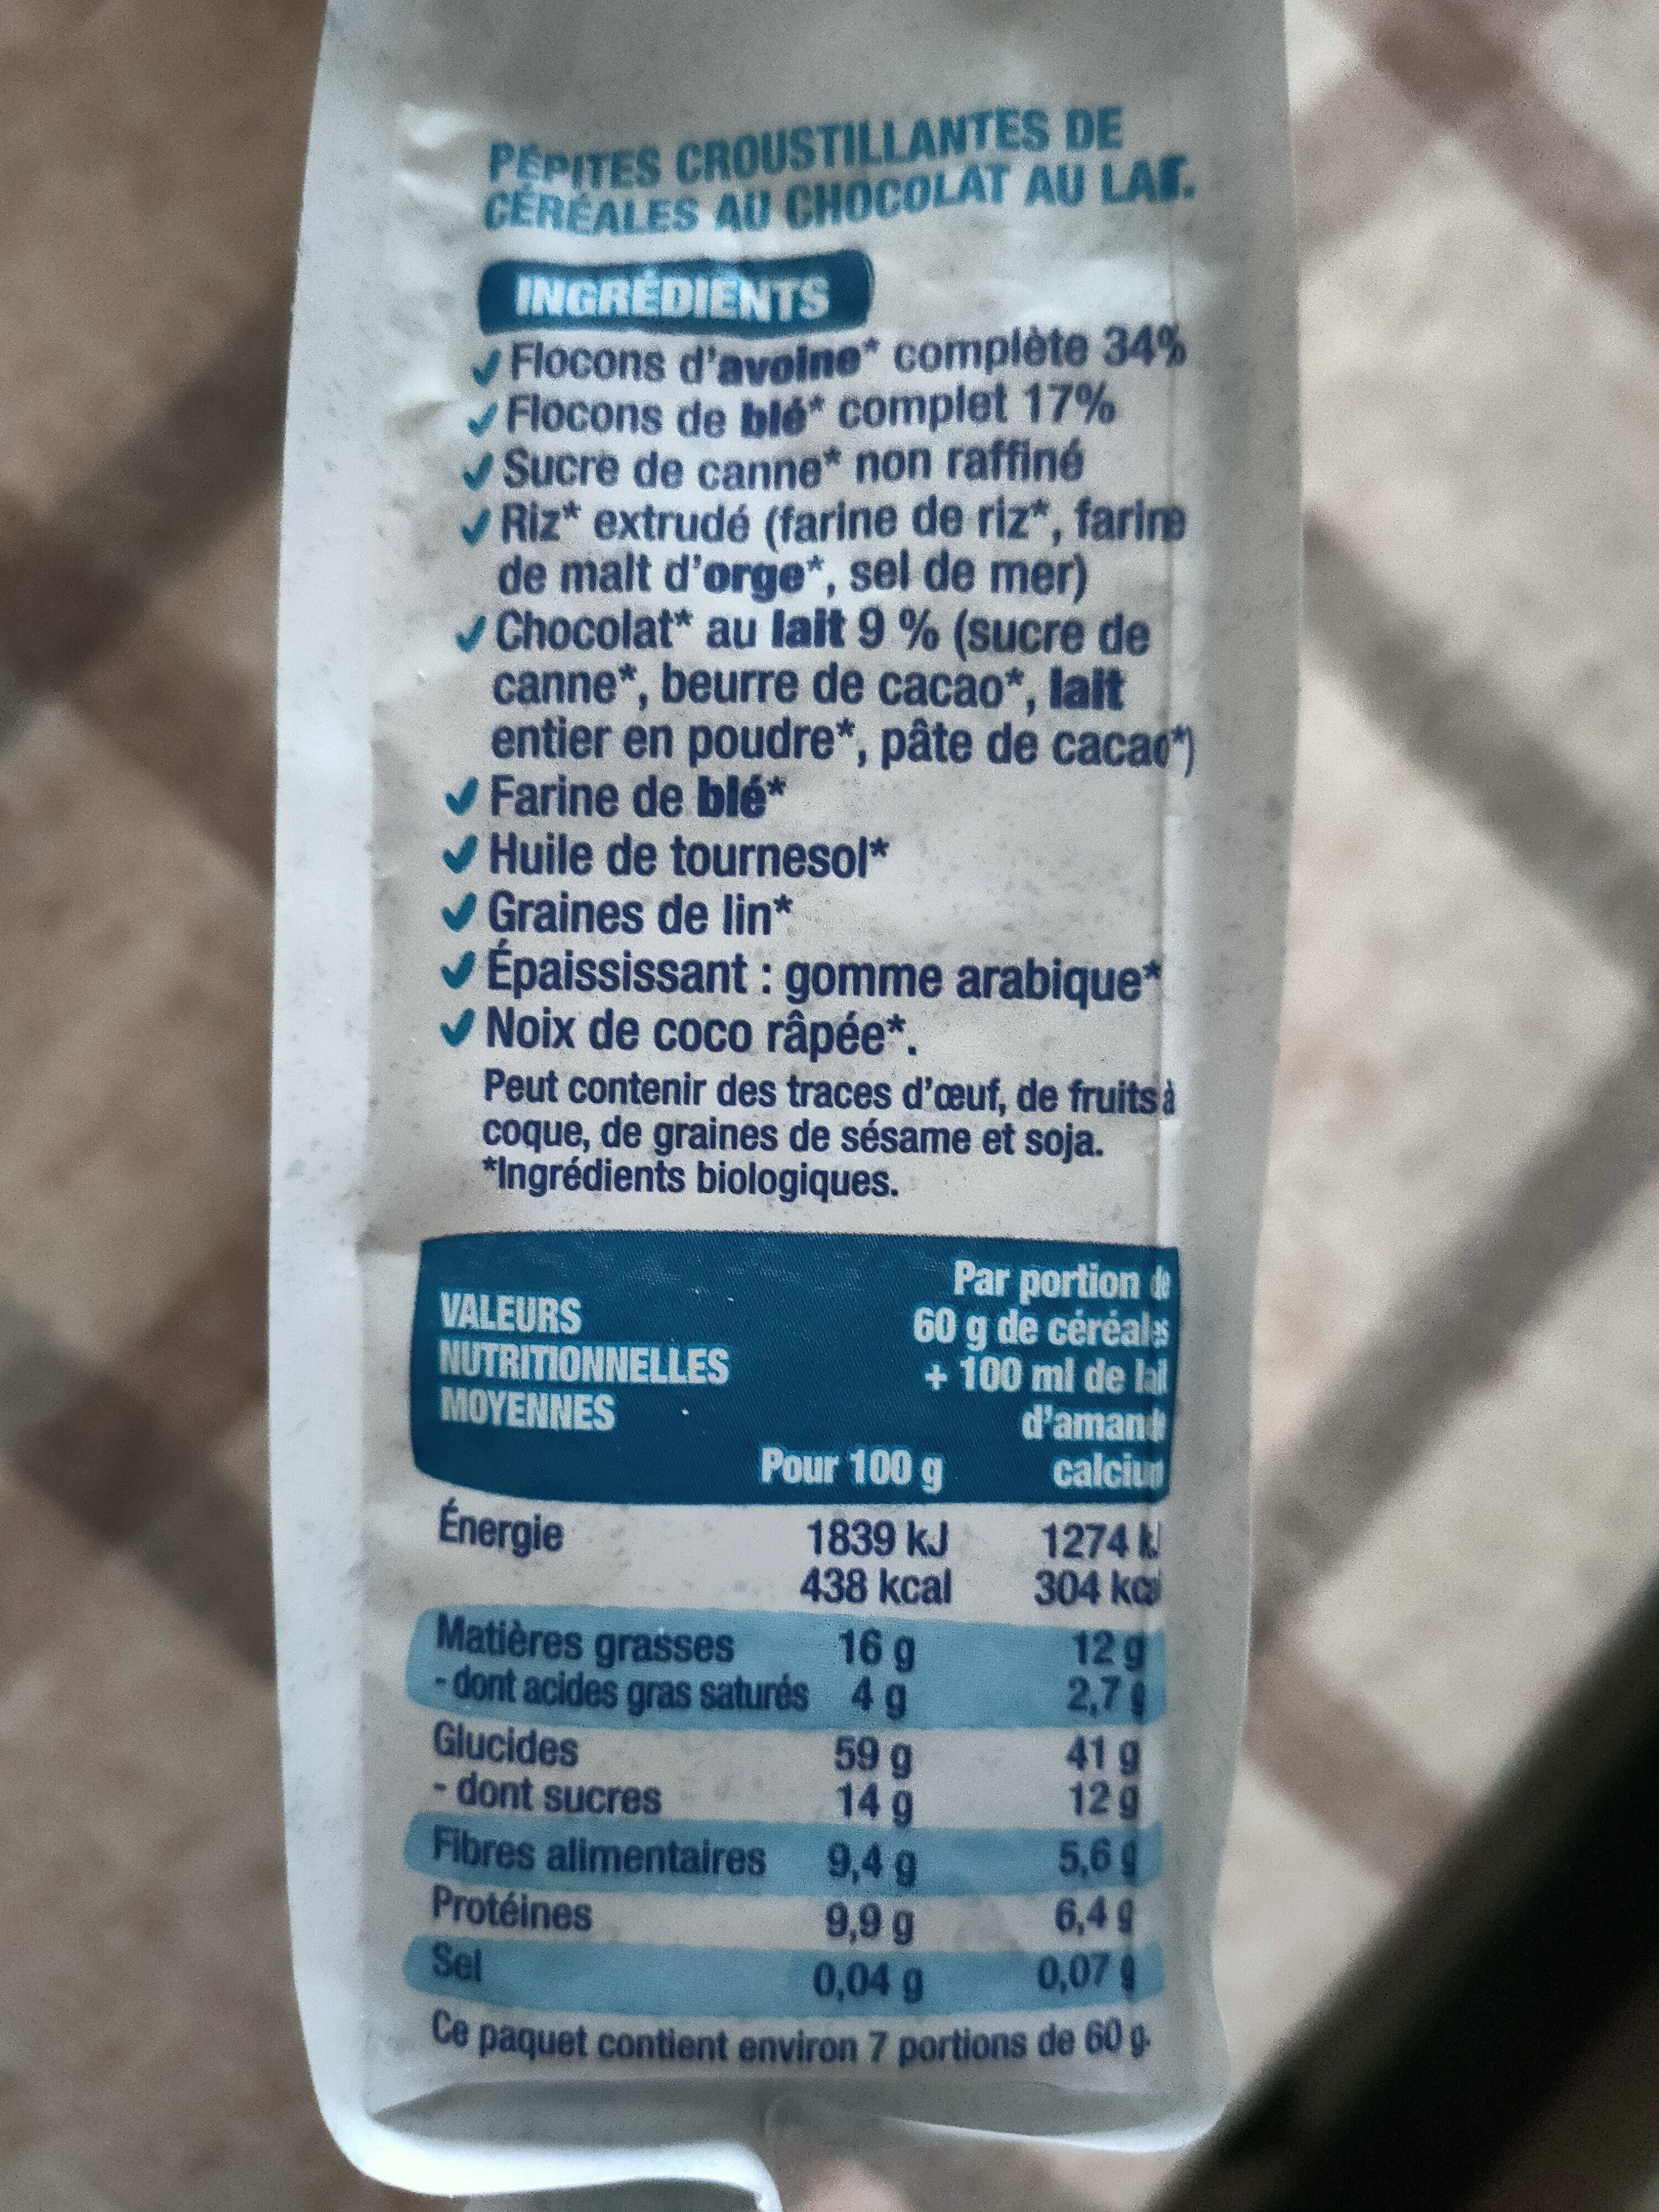 PÉPITES CROUSTILLANTES DE
CÉRÉALES AU CHOCOLAT AU LAIT.
INGRÉDIENTS
✓ Flocons d'avoine* complète 34%
✓ Flocons de blé* complet 17%
✓ Sucre de canne* non raffiné
✓ Riz* extrudé (farine de riz*, farine
de malt d'orge*, sel de mer)
✓ Chocolat* au lait 9 % (sucre de
canne*, beurre de cacao*, lait
entier en poudre*, pâte de cacao*)
✓ Farine de blé*
✓ Huile de tournesol*
✓ Graines de lin*
✓ Épaississant : gomme arabique*
✓ Noix de coco râpée*.
Peut contenir des traces d'œuf, de fruits à
coque, de graines de sésame et soja.
*Ingrédients biologiques.
VALEURS
NUTRITIONNELLES
MOYENNES
Pour 100 g
Par portion de
60 g de céréales
+ 100 ml de lait
d'amande
calcium
Énergie 1839 kJ 1274 kJ
438 kcal 304 kcal
Matières grasses 16 g 12 g
- dont acides gras saturés 4 g 2,7 g
Glucides 59 g 41 g
- dont sucres 14 g 12 g
Fibres alimentaires 9,4 g 5,6 g
Protéines 9,9 g 6,4 g
Sel 0,04 g 0,07 g
Ce paquet contient environ 7 portions de 60 g.